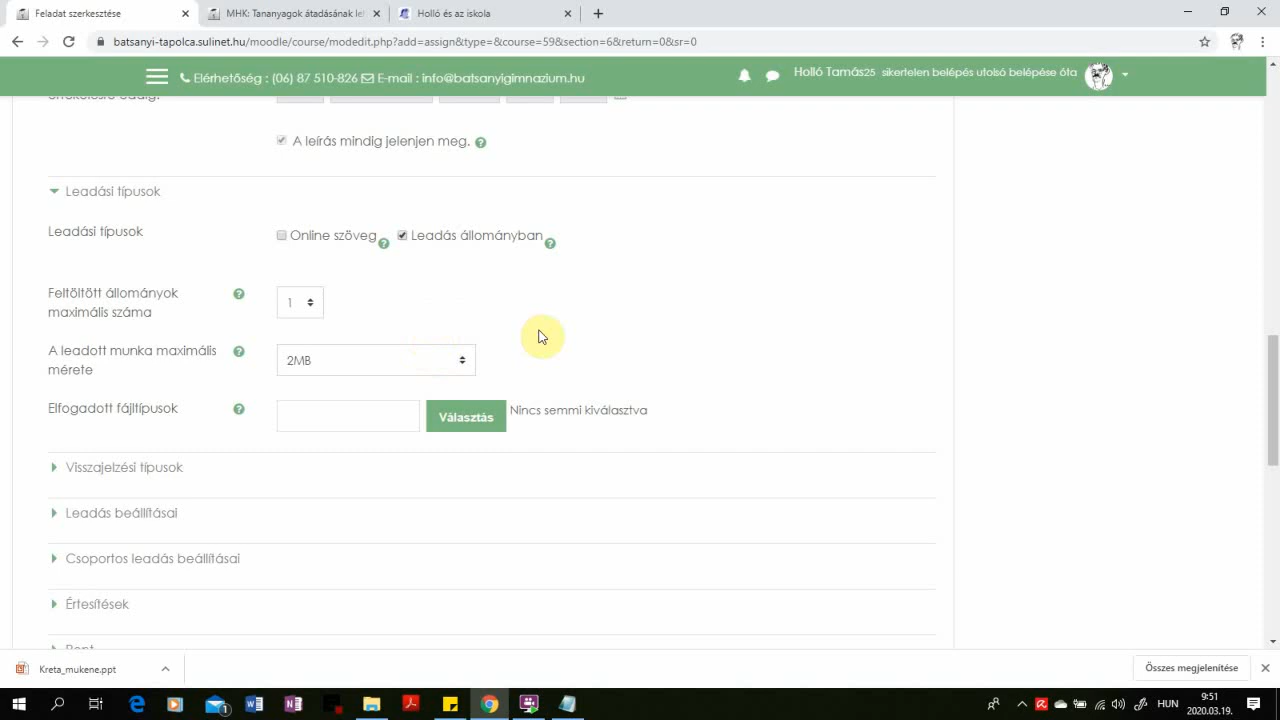 Feladat szerkesztése
MHK: Tananyagok átadásának let
Holló és az iskola
batsanyi-tapolca.sulinet.hu/moodle/course/modedit.php?add=assign&type=&course=59&section=6&return=0&sr=0
Elérhetőség : (06) 87 510-826 E-mail : info@batsanyigimnazium.hu
Holló Tamás25 sikertelen belépés utolsó belépése óta
A leírás mindig jelenjen meg.
Leadási típusok
Leadási típusok
Online szöveg
Leadás állományban
Feltöltött állományok
maximális száma
1
A leadott munka maximális
mérete
2MB
Elfogadott fájltípusok
Választás
Nincs semmi kiválasztva
Visszajelzési típusok
Leadás beállításai
Csoportos leadás beállításai
Értesítések
Kreta_mukene.ppt
Összes megjelenítése
1
HUN
9:51
2020.03.19.